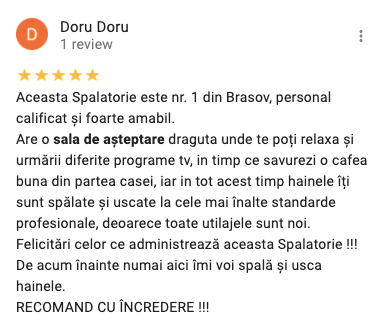 D
Doru Doru
1 review
Aceasta Spalatorie este nr. 1 din Brasov, personal
calificat și foarte amabil.
Are o sala de așteptare draguta unde te poți relaxa și
urmării diferite programe tv, in timp ce savurezi o cafea
buna din partea casei, iar in tot acest timp hainele îți
sunt spălate și uscate la cele mai înalte standarde
profesionale, deoarece toate utilajele sunt noi.
Felicitări celor ce administrează aceasta Spalatorie !!!
De acum înainte numai aici îmi voi spală și usca
hainele.
RECOMAND CU ÎNCREDERE !!!